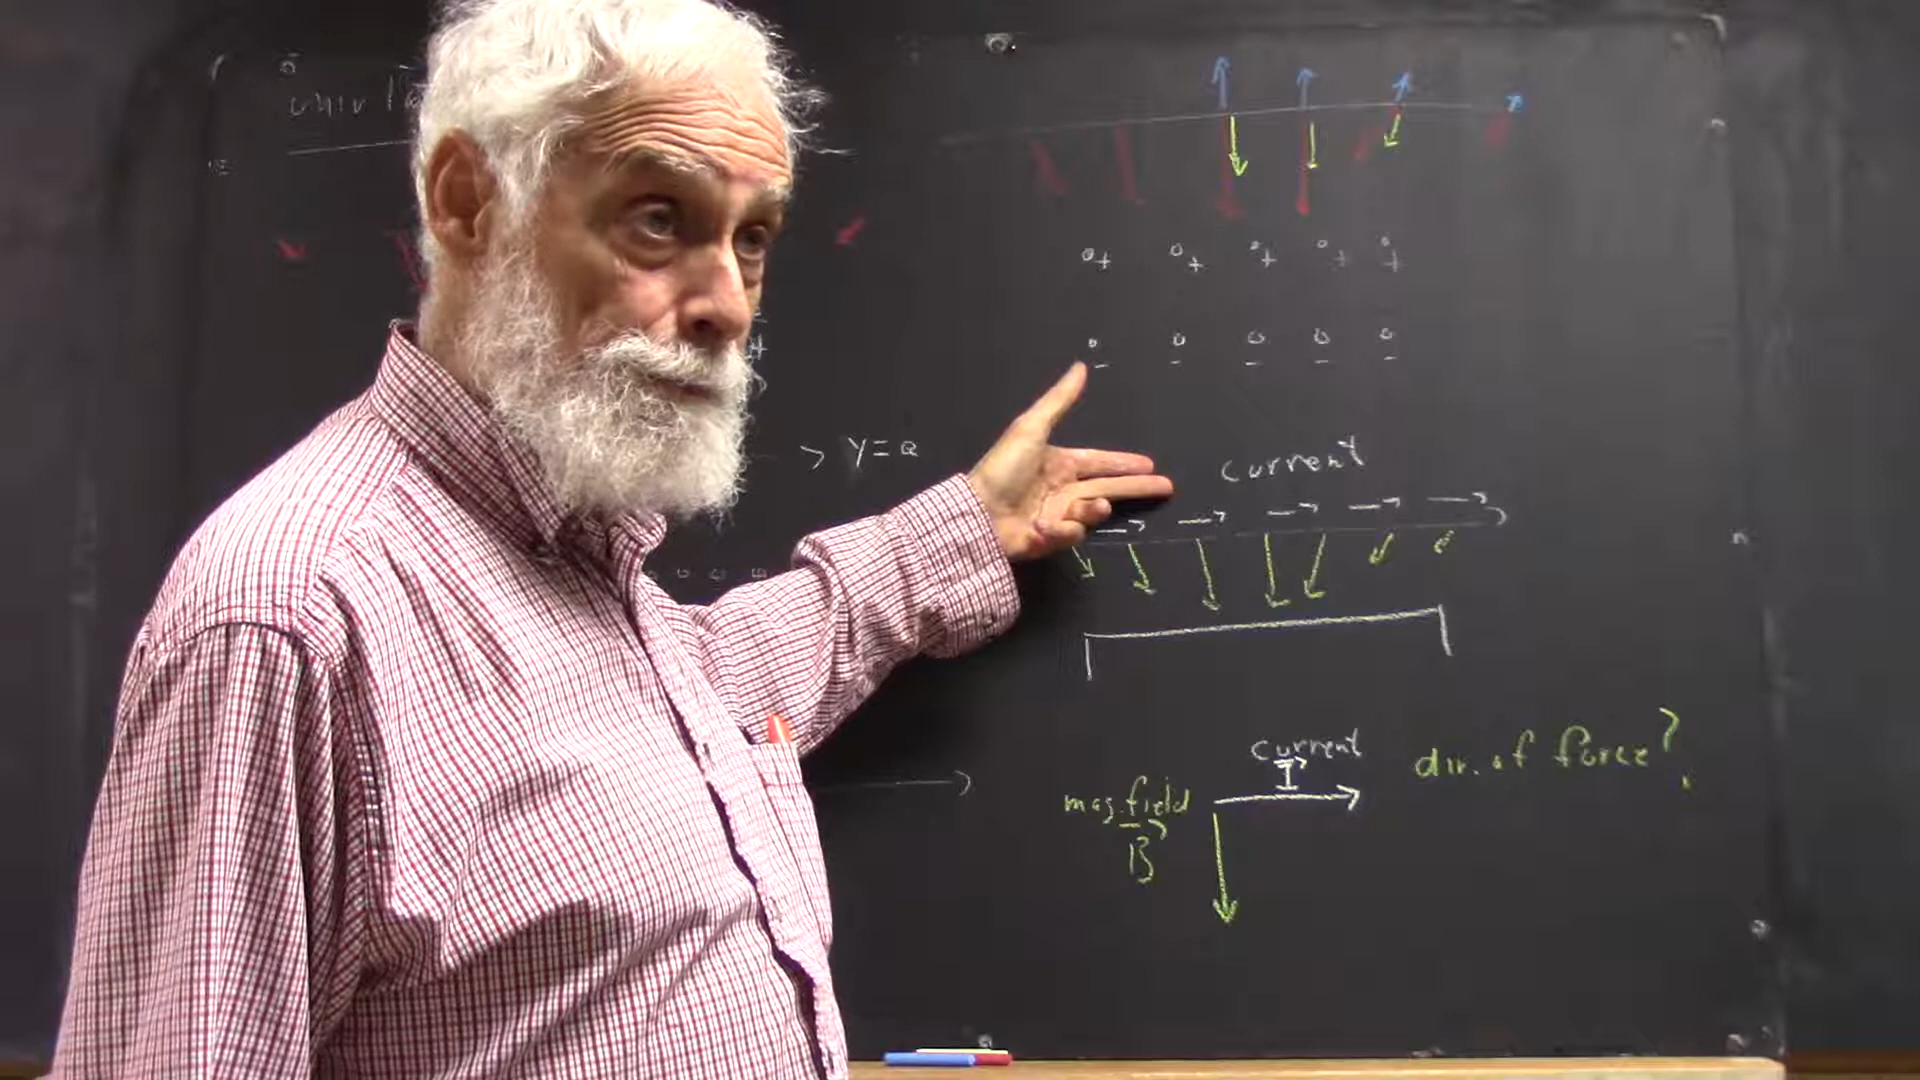 Y=Q
current
current
I
dir. of force?
mag. field
B